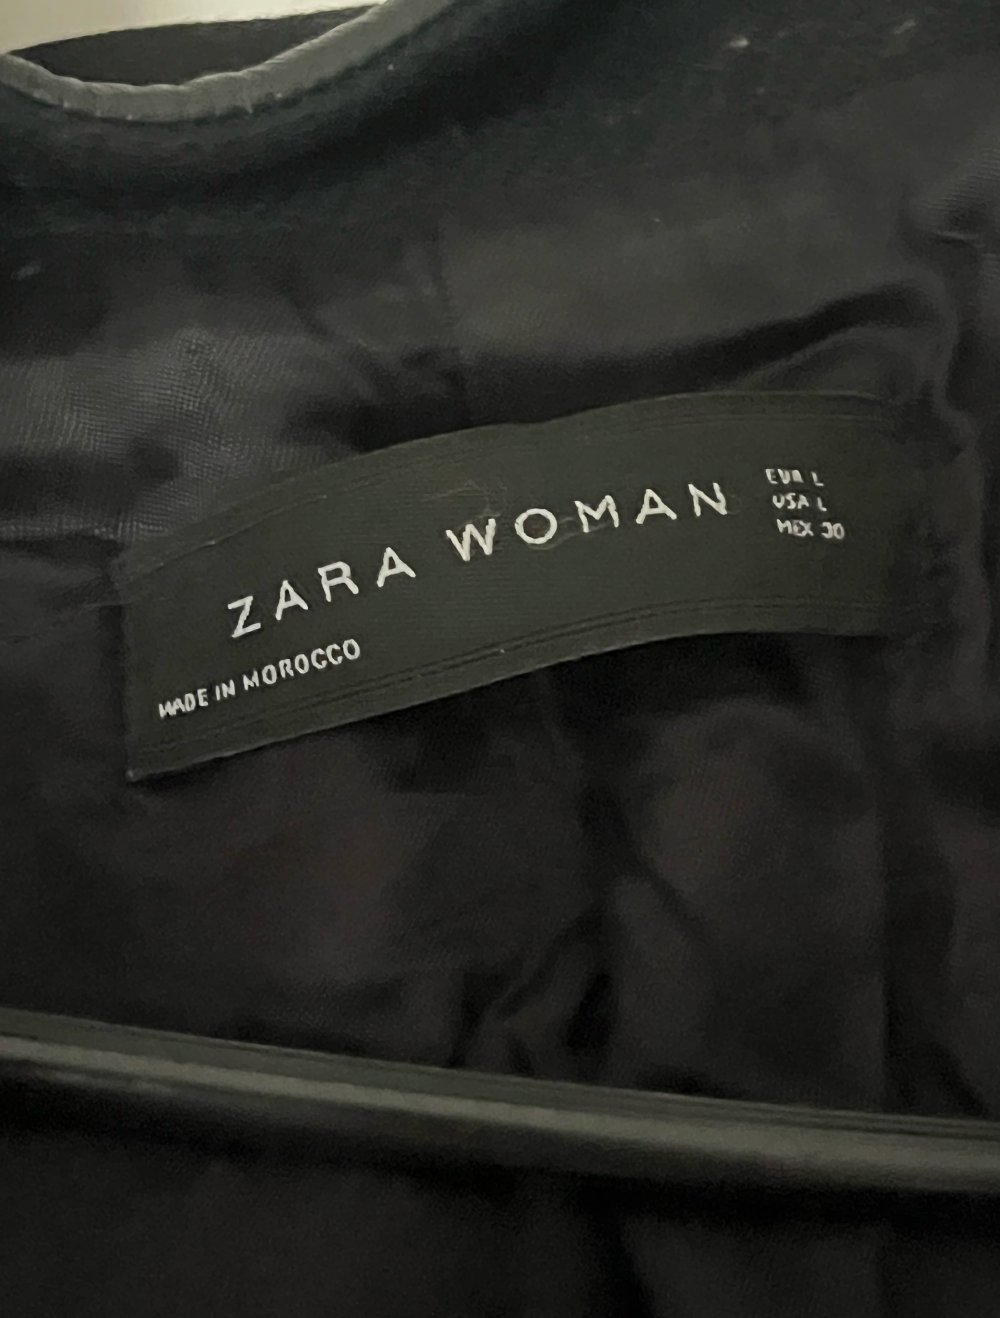 ZARA WOMAN
MADE IN MOROCCO
EUR L
USA L
MEX 30